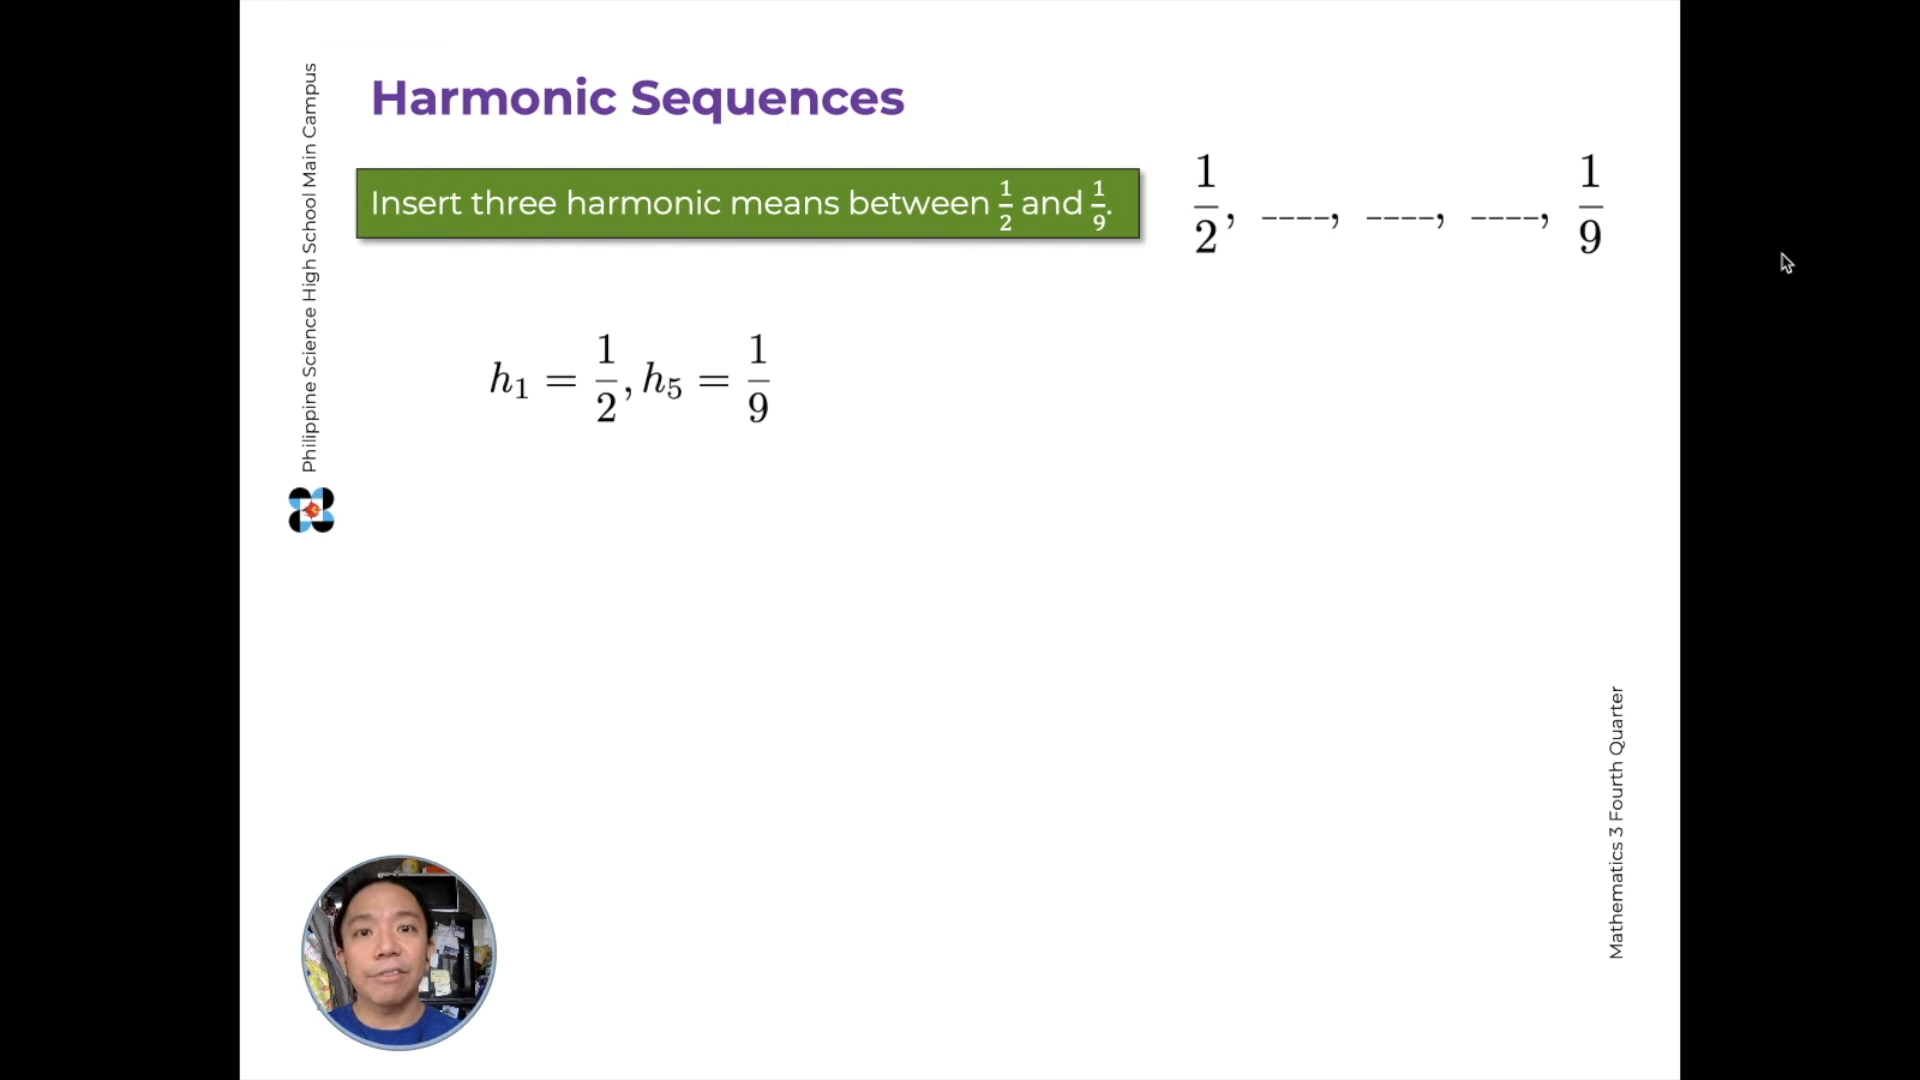 Harmonic Sequences
Insert three harmonic means between 1/2 and 1/9.
1/2, ----, ----, ----, 1/9
h₁ = 1/2, h₅ = 1/9
Philippine Science High School Main Campus
Mathematics 3 Fourth Quarter